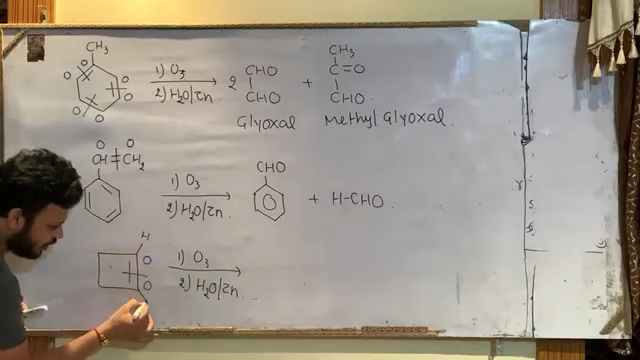 CH3
O O O O O O
1) O3
2) H2O/Zn
2 CHO
CHO
+
CH3
C=O
CHO
Glyoxal
Methyl Glyoxal
O O
CH=CH2
1) O3
2) H2O/Zn
CHO
+ H-CHO
H
O
O
1) O3
2) H2O/Zn